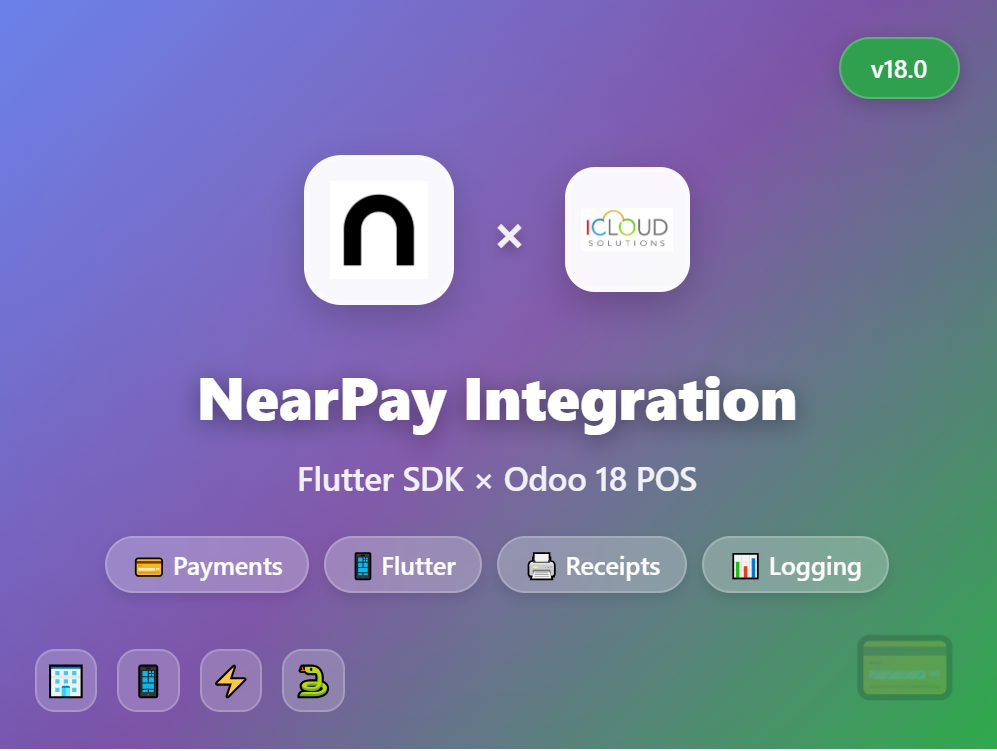 v18.0
×
ICLOUD
SOLUTIONS
NearPay Integration
Flutter SDK × Odoo 18 POS
Payments
Flutter
Receipts
Logging